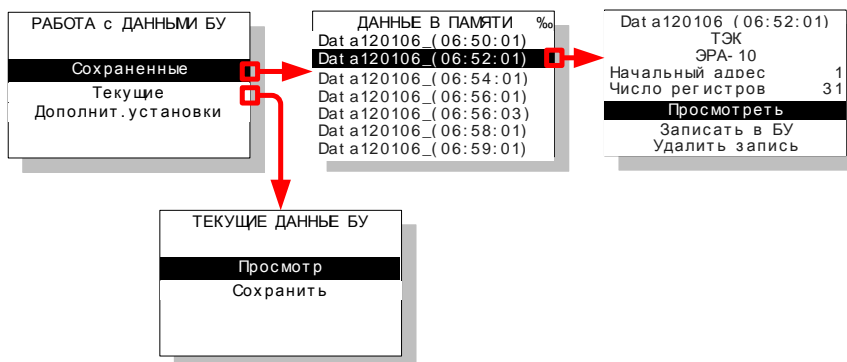 РАБОТА с ДАННЫМИ БУ
Сохраненные
Текущие
Дополнит.установки
ДАННЫЕ В ПАМЯТИ ‰
Data120106_(06:50:01)
Data120106_(06:52:01)
Data120106_(06:54:01)
Data120106_(06:56:01)
Data120106_(06:56:03)
Data120106_(06:58:01)
Data120106_(06:59:01)
Data120106_(06:52:01)
ТЭК
ЭРА-10
Начальный адрес 1
Число регистров 31
Просмотреть
Записать в БУ
Удалить запись
ТЕКУЩИЕ ДАННЫЕ БУ
Просмотр
Сохранить